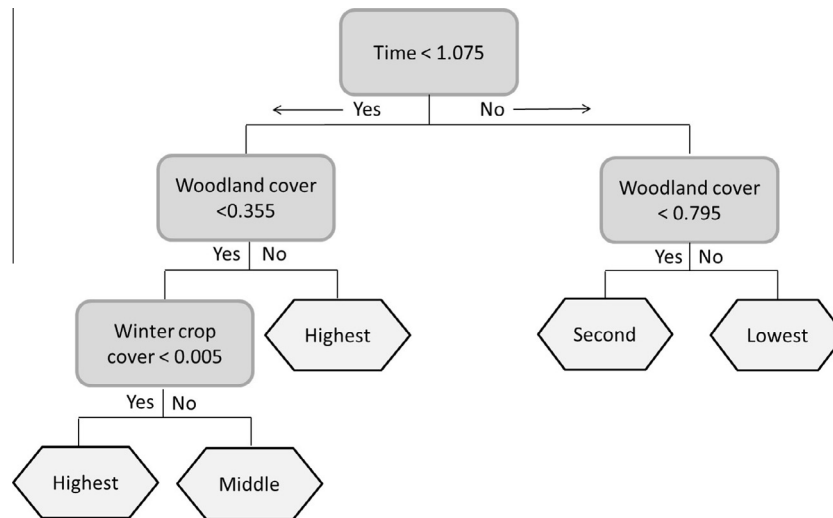 Time < 1.075
Yes No
Woodland cover
<0.355
Woodland cover
< 0.795
Yes No
Yes No
Winter crop
cover < 0.005
Highest
Second
Lowest
Yes No
Highest
Middle